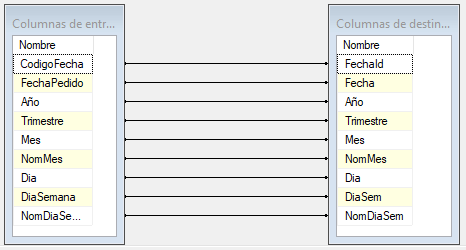 Columnas de entr...
Columnas de destin...
Nombre
Nombre
CodigoFecha
FechaId
FechaPedido
Fecha
Año
Año
Trimestre
Trimestre
Mes
Mes
NomMes
NomMes
Dia
Dia
DiaSemana
DiaSem
NomDiaSe...
NomDiaSem